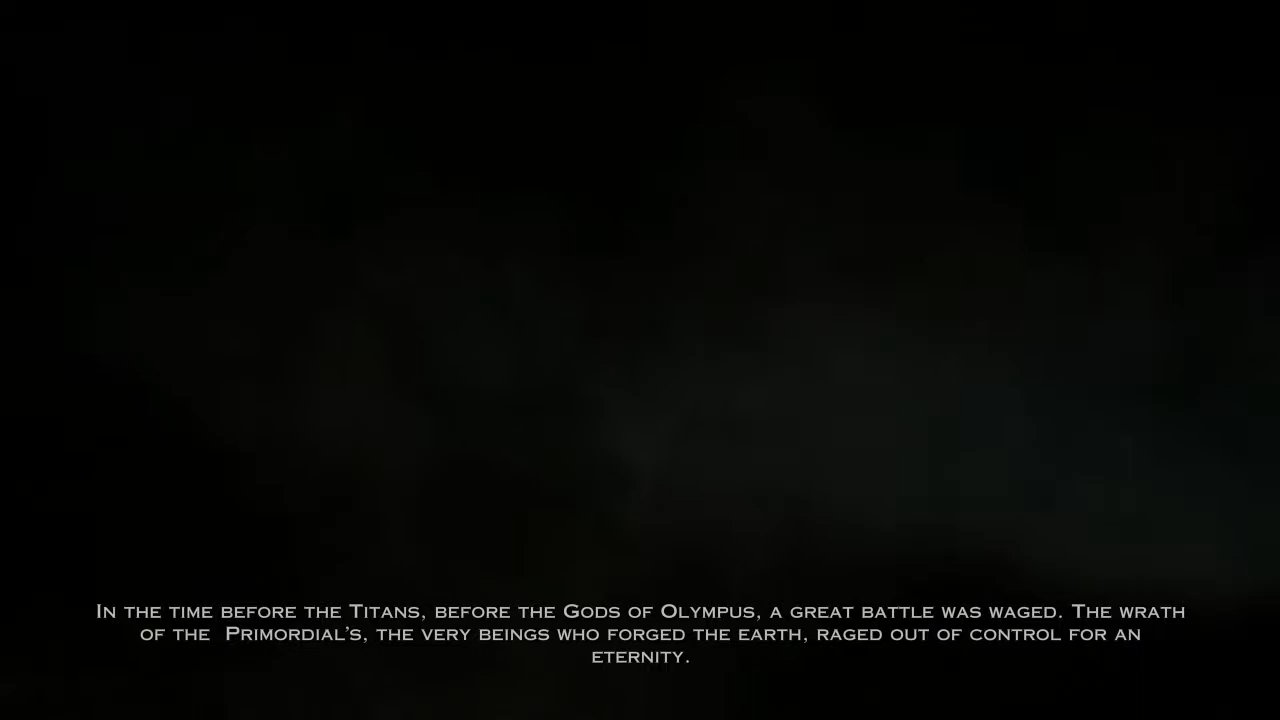 In the time before the Titans, before the Gods of Olympus, a great battle was waged. The wrath
of the  Primordial's, the very beings who forged the earth, raged out of control for an
eternity.